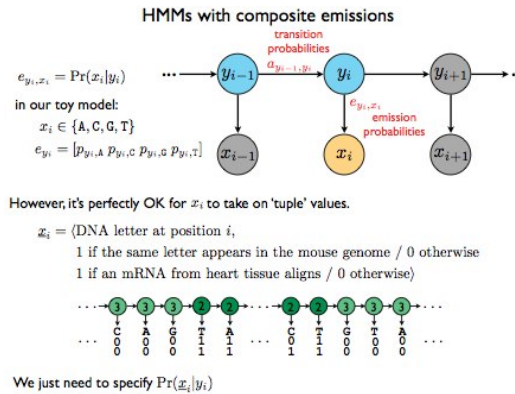 HMMs with composite emissions
transition
probabilities
a_{y_{i-1},y_i}
e_{y_i,x_i} = Pr(x_i|y_i)
... y_{i-1} y_i y_{i+1}
in our toy model:
e_{y_i,x_i}
emission
probabilities
x_i ∈ {A, C, G, T}
e_{y_i} = [p_{y_i,A} p_{y_i,C} p_{y_i,G} p_{y_i,T}]
x_{i-1} x_i x_{i+1}
However, it's perfectly OK for x_i to take on 'tuple' values.
x_i = ⟨DNA letter at position i,
1 if the same letter appears in the mouse genome / 0 otherwise
1 if an mRNA from heart tissue aligns / 0 otherwise⟩
... 3 3 3 2 2 ... 2 2 3 3 3 ...
C A G T A C T G T A
... 0 0 0 1 1 ... 0 1 0 0 0 ...
0 0 0 1 1 1 1 0 0 0
We just need to specify Pr(x_i|y_i)